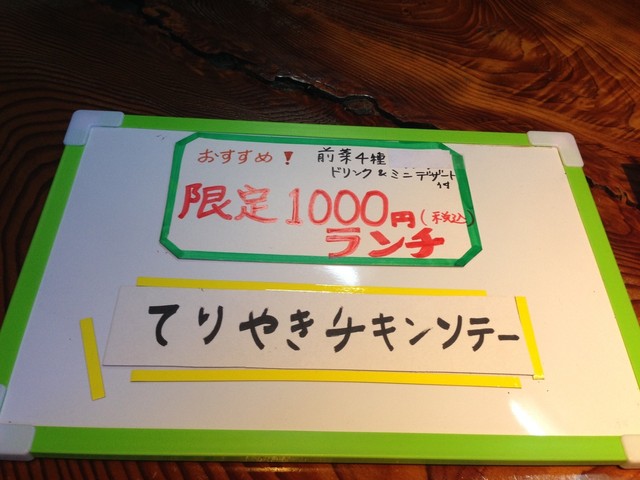 おすすめ! 前菜4種
ドリンク&ミニデザート付
限定1000円(税込)
ランチ
てりやきチキンソテー